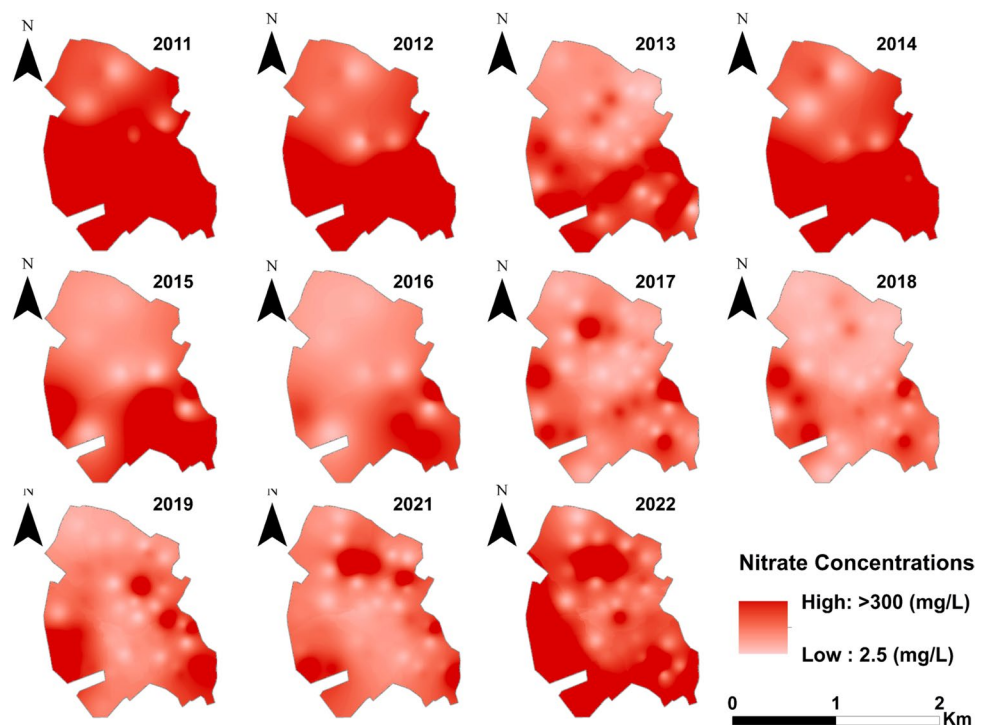 N
2011
N
2012
N
2013
N
2014
N
2015
N
2016
N
2017
N
2018
N
2019
N
2021
N
2022
Nitrate Concentrations
High: >300 (mg/L)
Low : 2.5 (mg/L)
0 1 2
Km